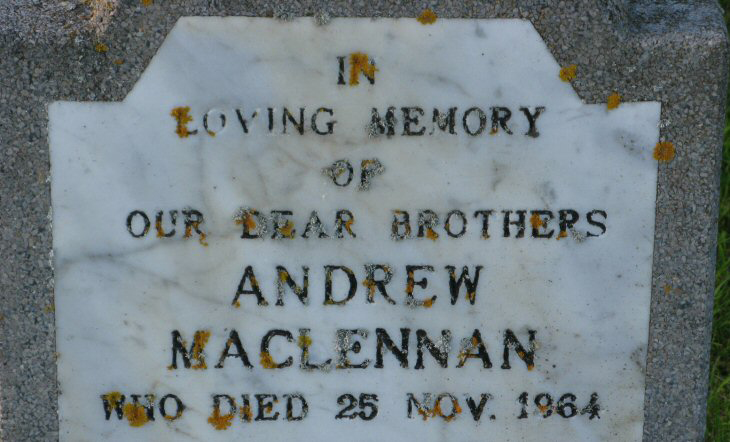 IN
LOVING MEMORY
OF
OUR DEAR BROTHERS
ANDREW
MACLENNAN
WHO DIED 25 NOV. 1964